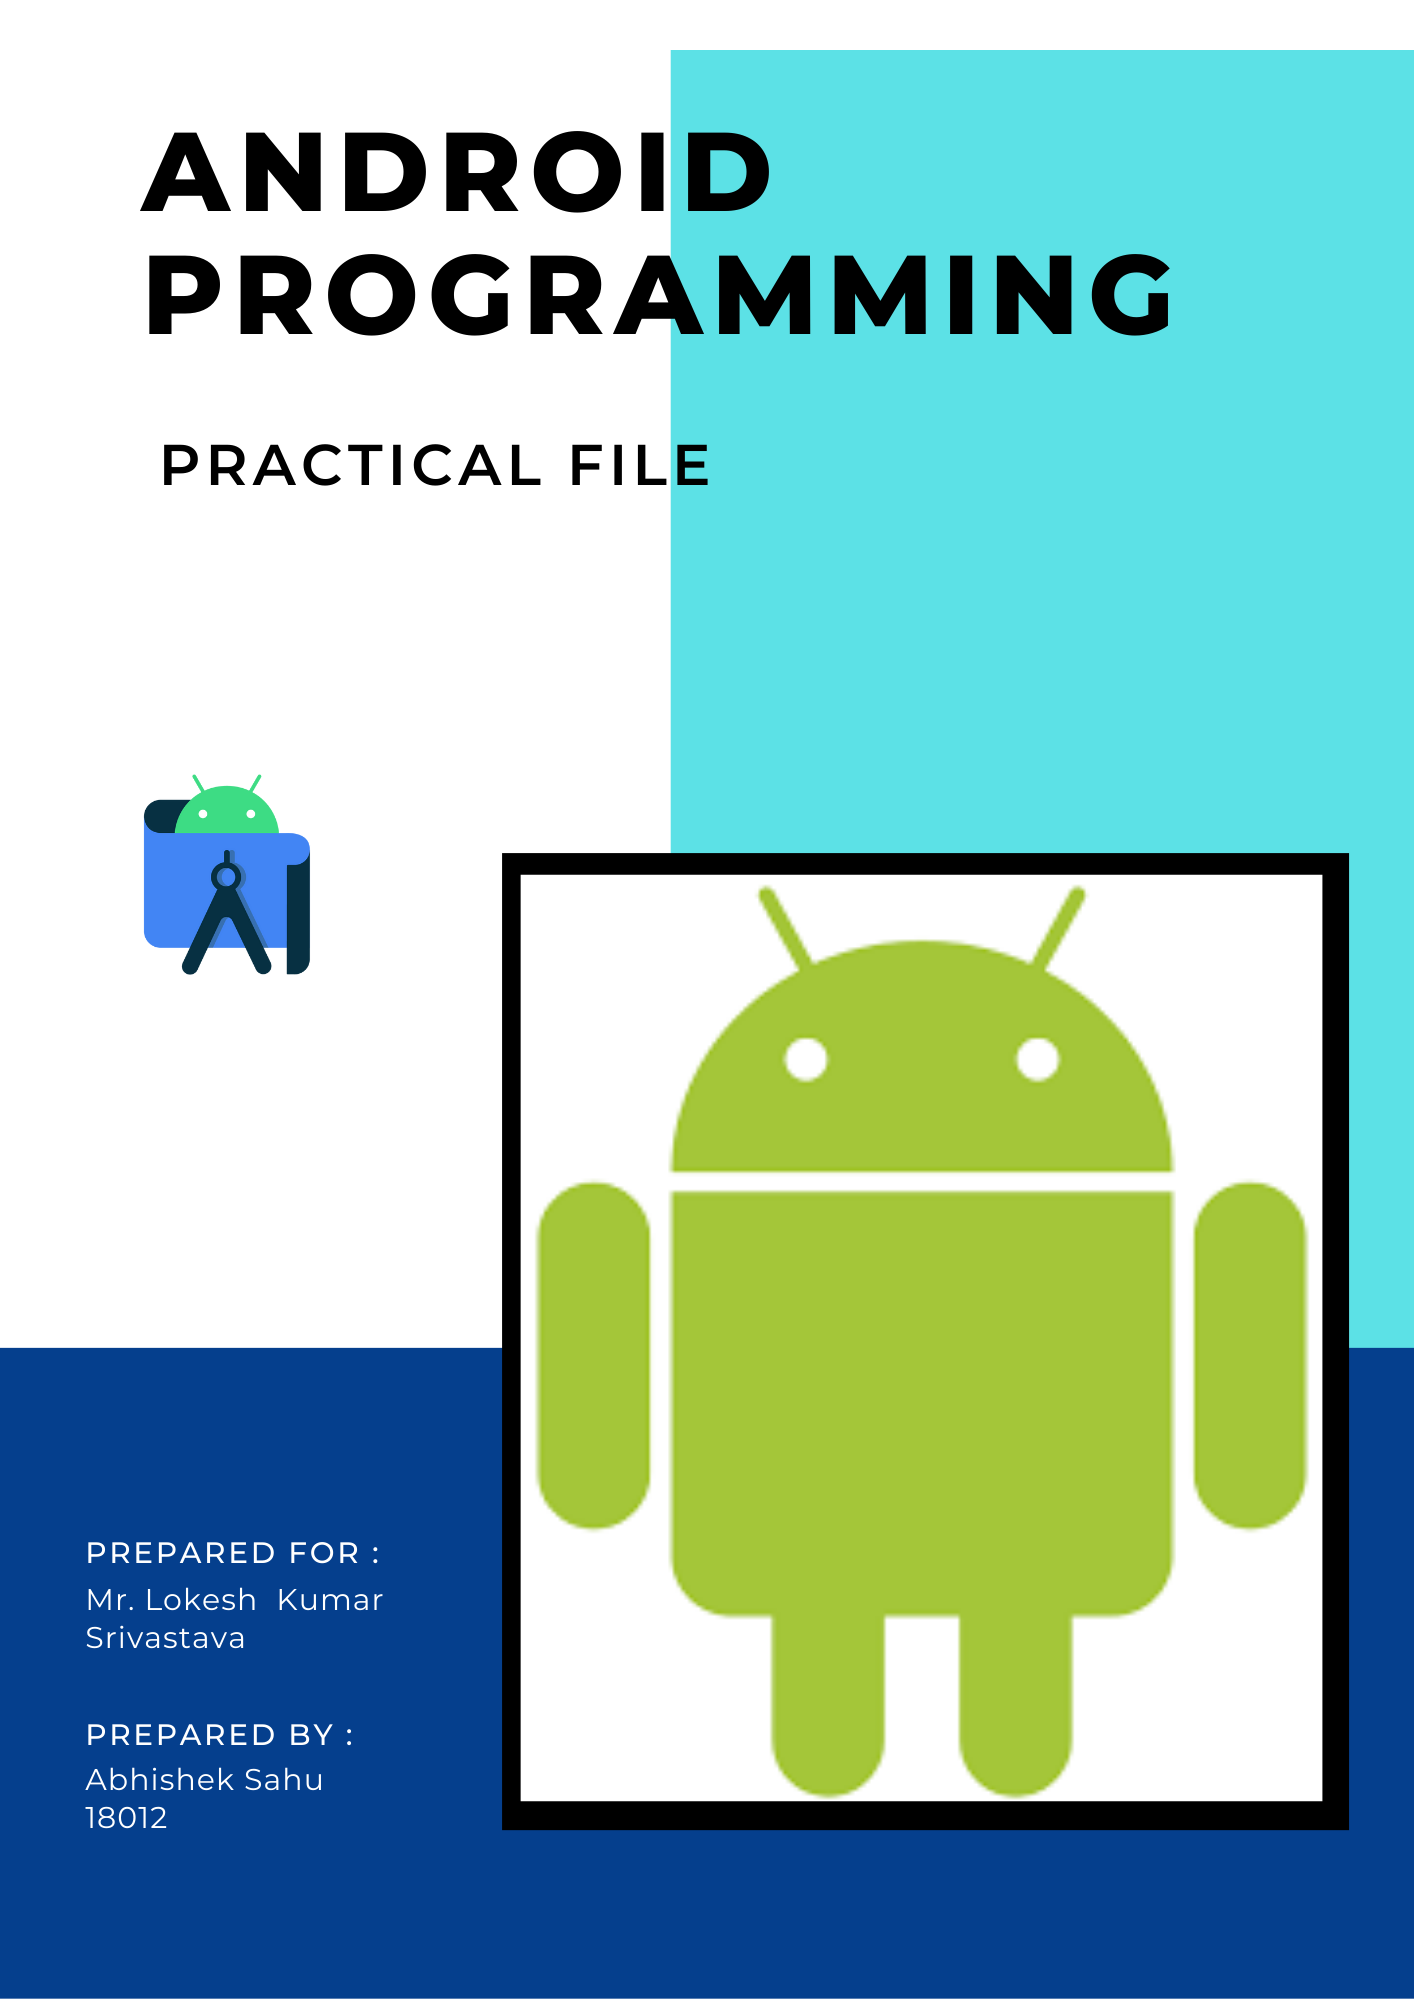 ANDROID
PROGRAMMING
PRACTICAL FILE
PREPARED FOR :
Mr. Lokesh  Kumar
Srivastava
PREPARED BY :
Abhishek Sahu
18012